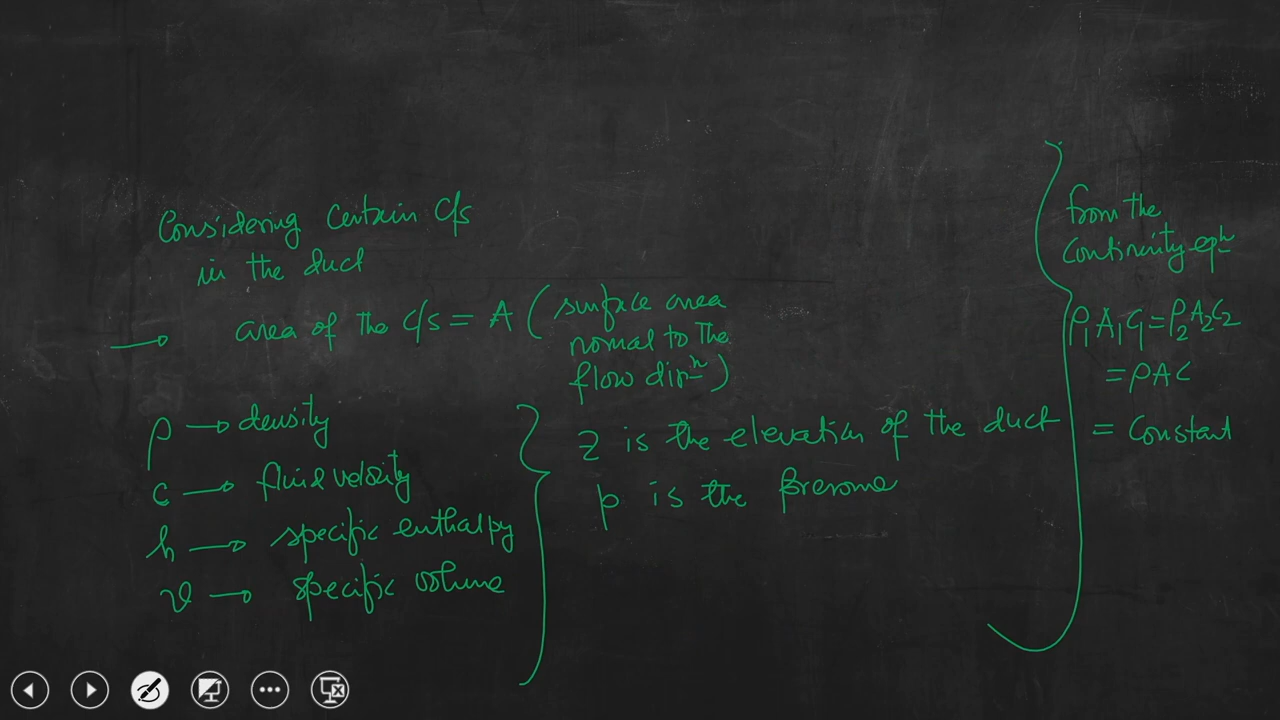 Considering Certain C/s
in the duct
→ area of the C/s = A (surface area
normal to the
flow dirⁿ)
ρ → density
c → fluid velocity
h → specific enthalpy
v → specific volume
z is the elevation of the duct
p is the pressure
from the
Continuity eqⁿ
ρ₁A₁C₁ = ρ₂A₂C₂
= ρAC
= Constant